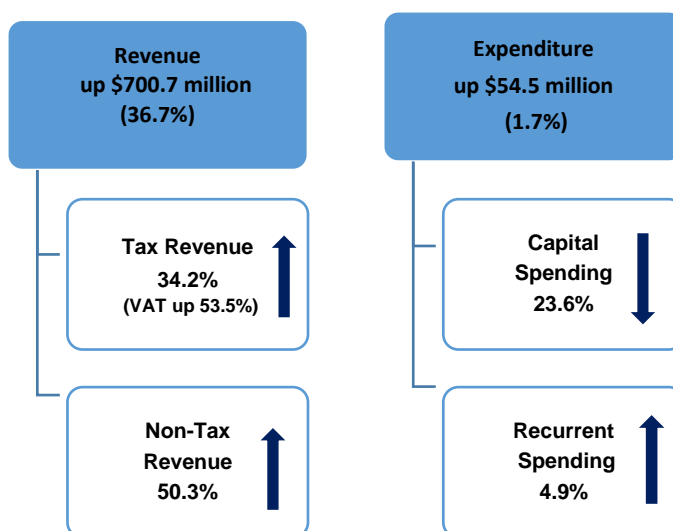 Revenue
up $700.7 million
(36.7%)
Expenditure
up $54.5 million
(1.7%)
Tax Revenue
34.2%
(VAT up 53.5%)
Capital
Spending
23.6%
Non-Tax
Revenue
50.3%
Recurrent
Spending
4.9%